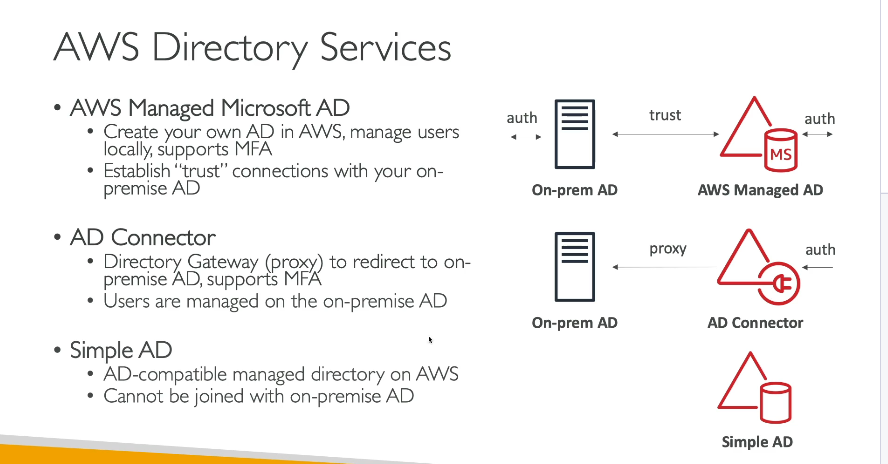 AWS Directory Services
• AWS Managed Microsoft AD
• Create your own AD in AWS, manage users
locally, supports MFA
• Establish “trust” connections with your on-
premise AD
• AD Connector
• Directory Gateway (proxy) to redirect to on-
premise AD, supports MFA
• Users are managed on the on-premise AD
• Simple AD
• AD-compatible managed directory on AWS
• Cannot be joined with on-premise AD
auth
trust
auth
MS
On-prem AD
AWS Managed AD
proxy
auth
On-prem AD
AD Connector
Simple AD